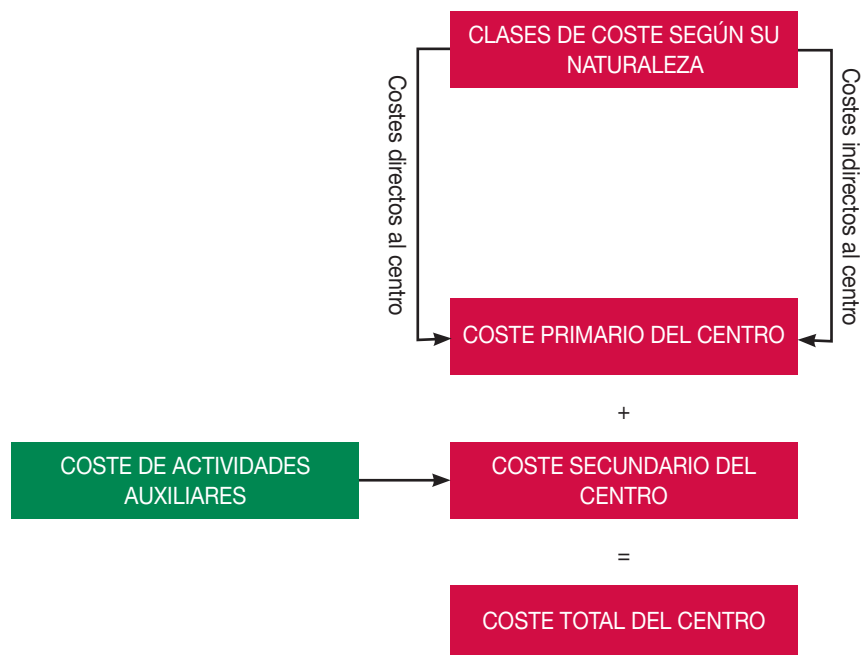 CLASES DE COSTE SEGÚN SU
NATURALEZA
Costes directos al centro
Costes indirectos al centro
COSTE PRIMARIO DEL CENTRO
+
COSTE DE ACTIVIDADES
AUXILIARES
COSTE SECUNDARIO DEL
CENTRO
=
COSTE TOTAL DEL CENTRO